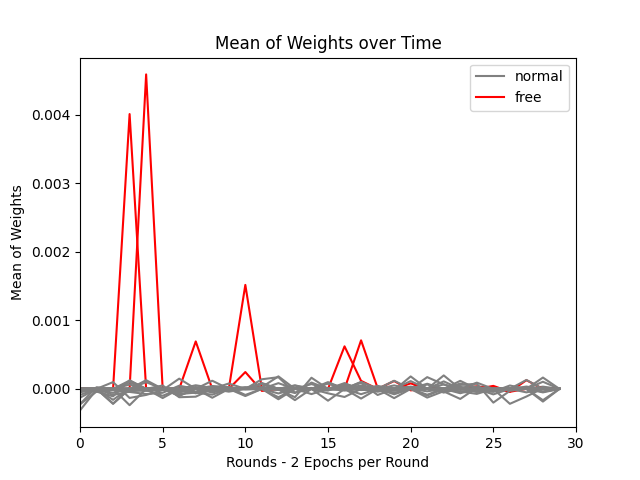 Mean of Weights over Time
normal
free
Mean of Weights
0.004
0.003
0.002
0.001
0.000
0 5 10 15 20 25 30
Rounds - 2 Epochs per Round